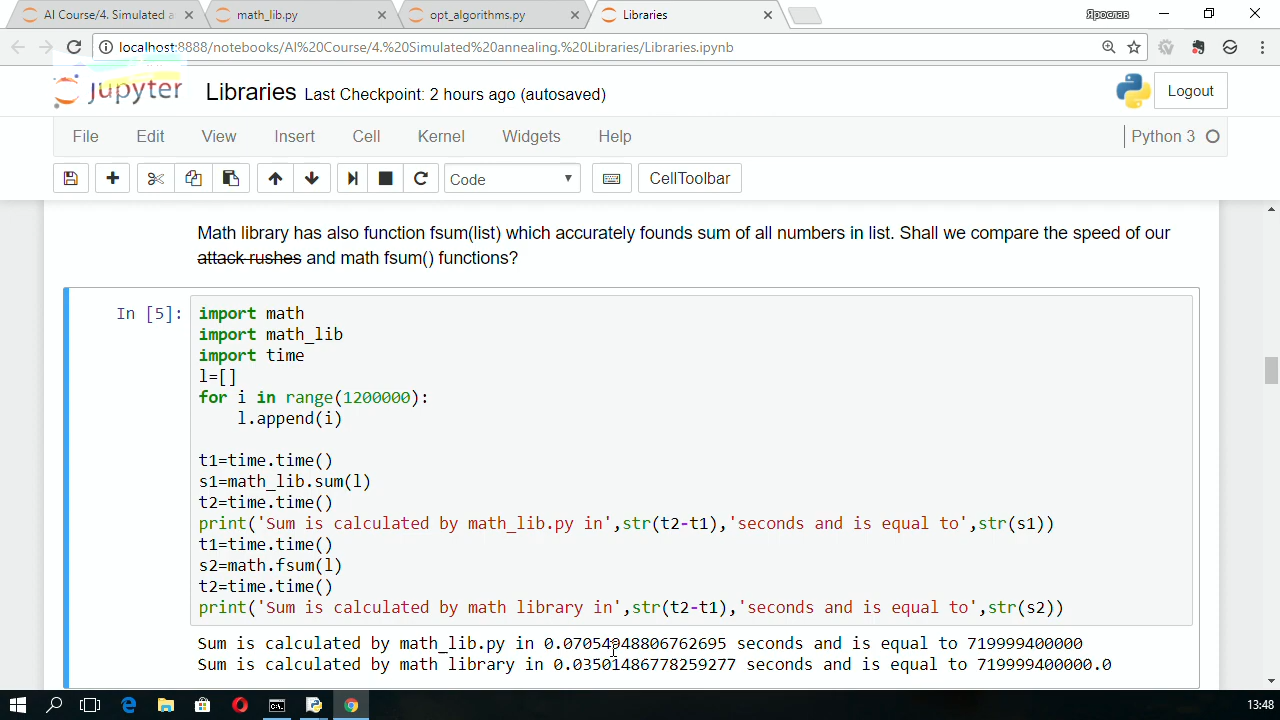 AI Course/4. Simulated a
math_lib.py
opt_algorithms.py
Libraries
Ярослав
localhost:8888/notebooks/AI%20Course/4.%20Simulated%20annealing.%20Libraries/Libraries.ipynb
Jupyter Libraries Last Checkpoint: 2 hours ago (autosaved)
Logout
File Edit View Insert Cell Kernel Widgets Help
Python 3
Code
CellToolbar
Math library has also function fsum(list) which accurately founds sum of all numbers in list. Shall we compare the speed of our
attack rushes and math fsum() functions?
In [5]:
import math
import math_lib
import time
l=[]
for i in range(1200000):
    l.append(i)
t1=time.time()
s1=math_lib.sum(l)
t2=time.time()
print('Sum is calculated by math_lib.py in',str(t2-t1),'seconds and is equal to',str(s1))
t1=time.time()
s2=math.fsum(l)
t2=time.time()
print('Sum is calculated by math library in',str(t2-t1),'seconds and is equal to',str(s2))
Sum is calculated by math_lib.py in 0.07054948806762695 seconds and is equal to 719999400000
Sum is calculated by math library in 0.03501486778259277 seconds and is equal to 719999400000.0
13:48